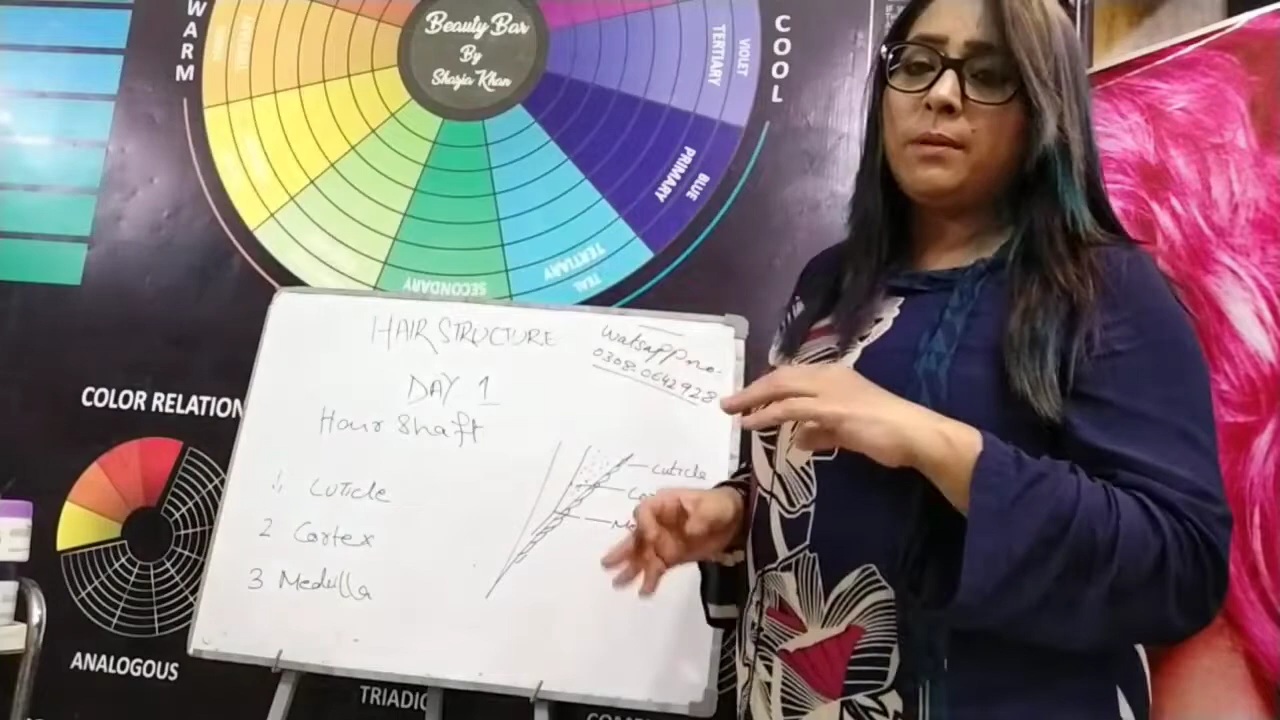 WARM
Beauty Bar
By
Shazia Khan
COOL
VIOLET
TERTIARY
BLUE
PRIMARY
TEAL
TERTIARY
SECONDARY
HAIR STRUCTURE
Watsapp no.
0308.0642928
DAY 1
Hair Shaft
1 Cuticle
2 Cortex
3 Medulla
Cuticle
COLOR RELATION
ANALOGOUS
TRIADIC